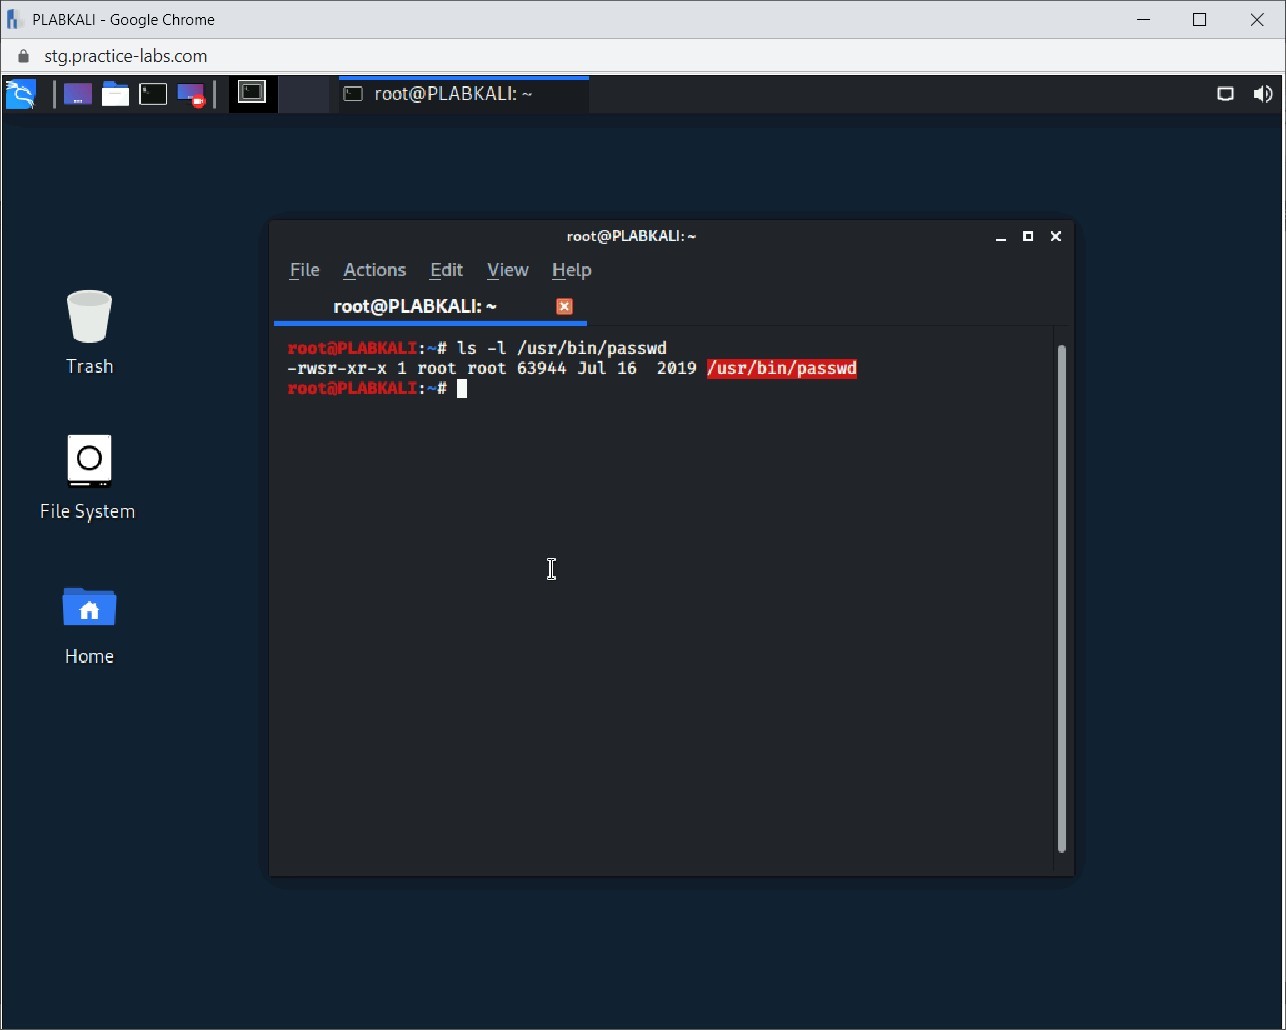 PLABKALI - Google Chrome
stg.practice-labs.com
root@PLABKALI: ~
root@PLABKALI: ~
File Actions Edit View Help
root@PLABKALI: ~
root@PLABKALI:~# ls -l /usr/bin/passwd
-rwsr-xr-x 1 root root 63944 Jul 16  2019 /usr/bin/passwd
root@PLABKALI:~#
Trash
File System
Home